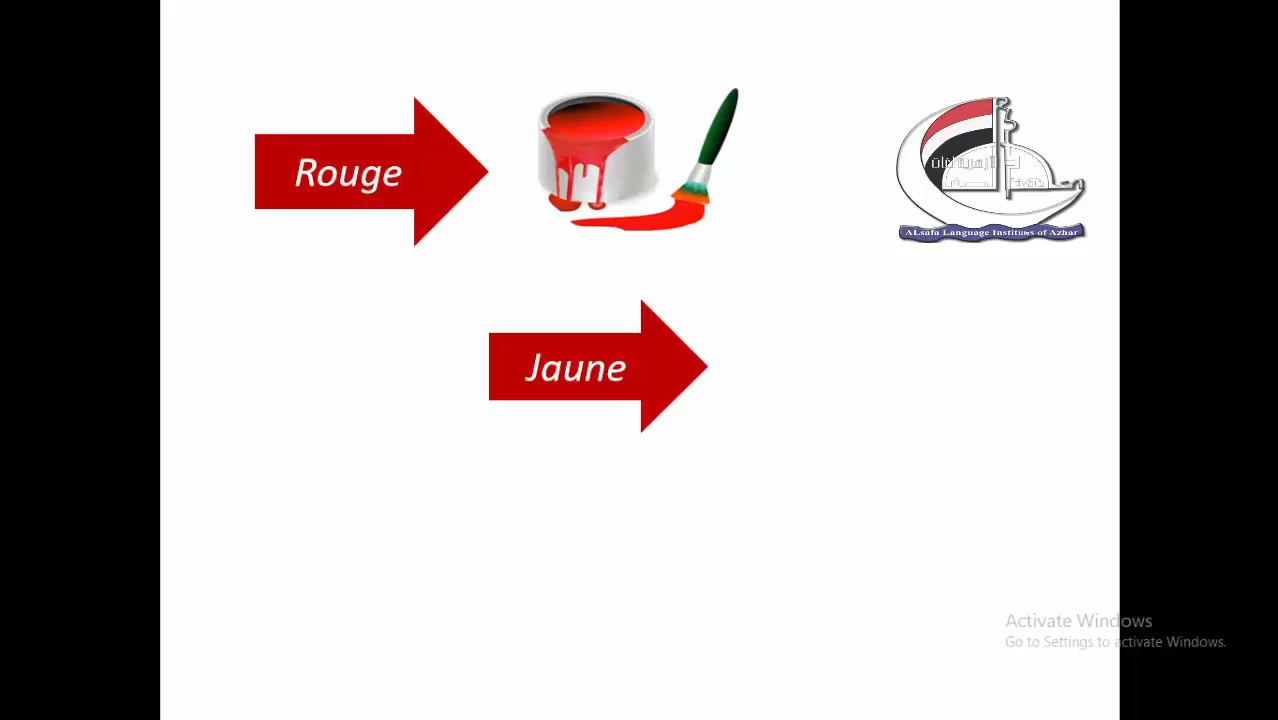 Rouge
ALsafa Language Institutes of Azhar
Jaune
Activate Windows
Go to Settings to activate Windows.